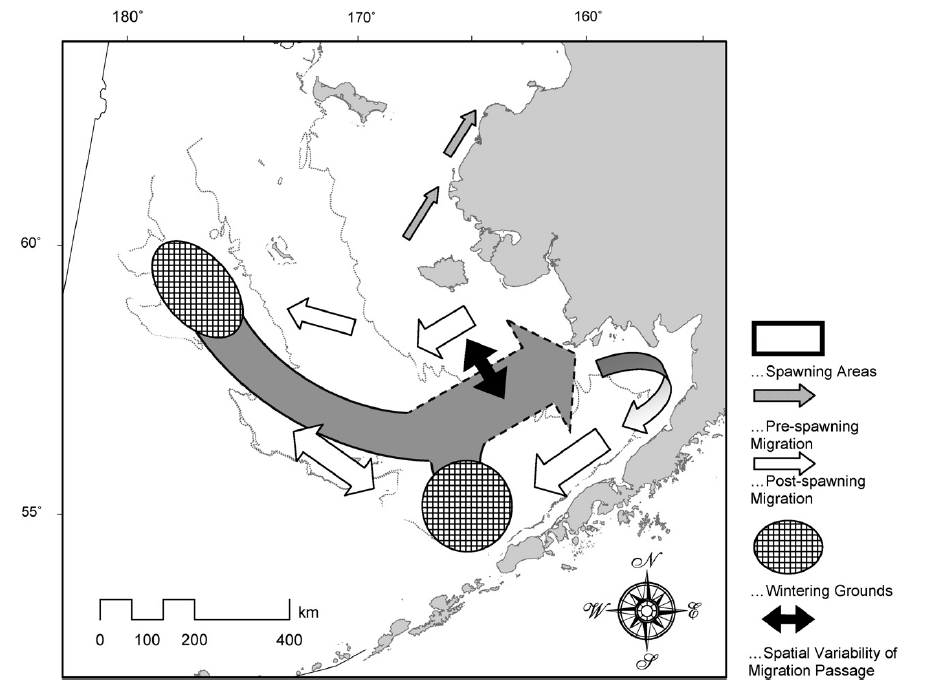 180° 170° 160°
60°
55°
...Spawning Areas
...Pre-spawning
Migration
...Post-spawning
Migration
...Wintering Grounds
...Spatial Variability of
Migration Passage
N
W E
S
km
0 100 200 400